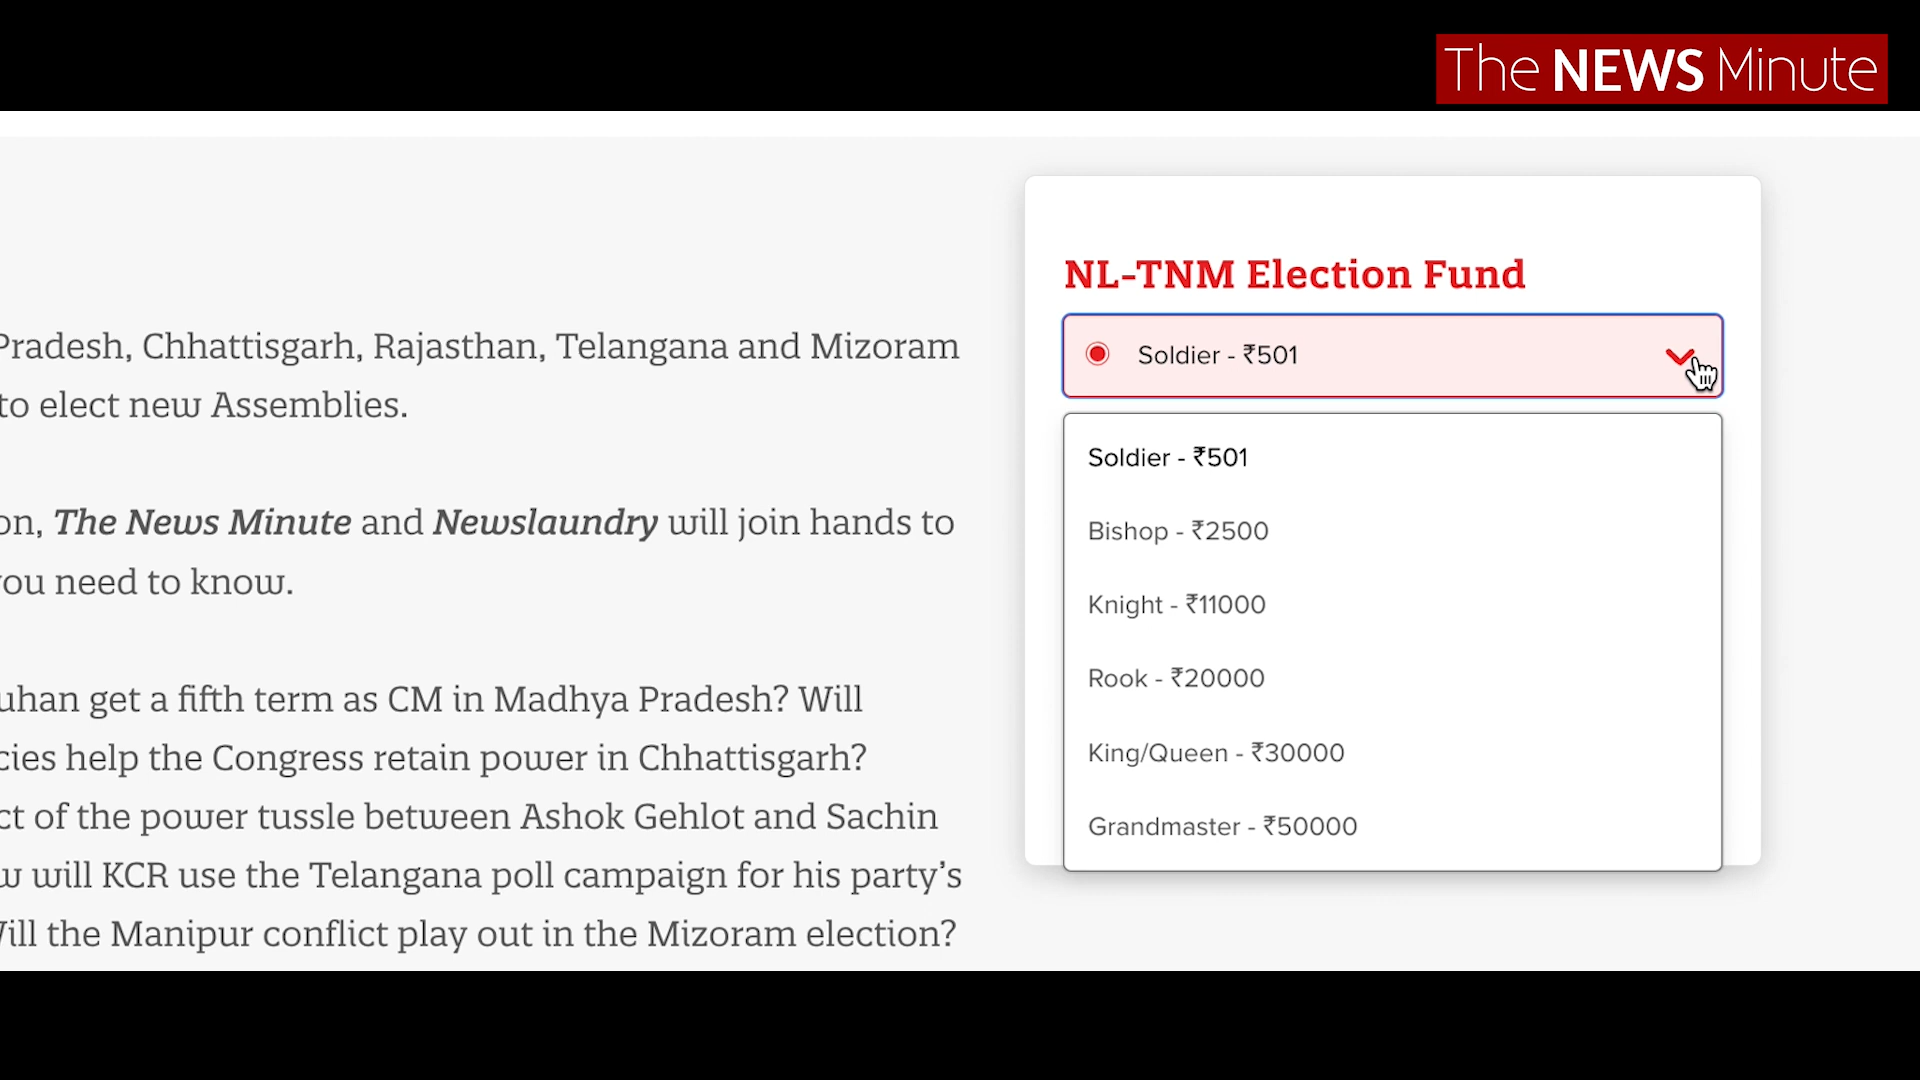 The NEWS Minute
Pradesh, Chhattisgarh, Rajasthan, Telangana and Mizoram
to elect new Assemblies.
on, The News Minute and Newslaundry will join hands to
you need to know.
uhan get a fifth term as CM in Madhya Pradesh? Will
cies help the Congress retain power in Chhattisgarh?
ct of the power tussle between Ashok Gehlot and Sachin
w will KCR use the Telangana poll campaign for his party's
Will the Manipur conflict play out in the Mizoram election?
NL-TNM Election Fund
Soldier - ₹501
Soldier - ₹501
Bishop - ₹2500
Knight - ₹11000
Rook - ₹20000
King/Queen - ₹30000
Grandmaster - ₹50000